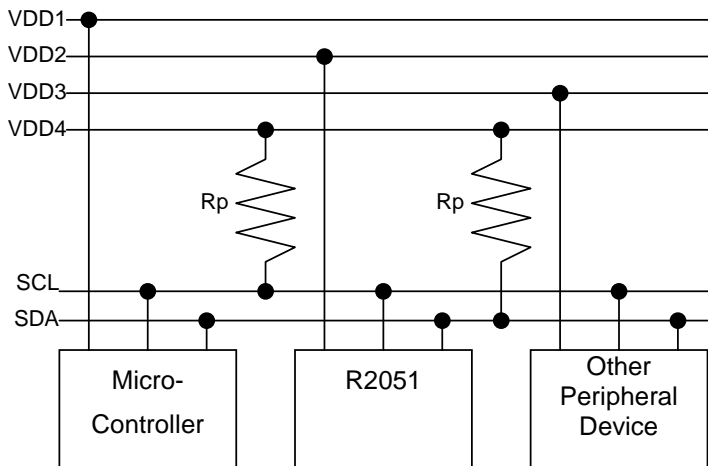 VDD1
VDD2
VDD3
VDD4
Rp
Rp
SCL
SDA
Micro-
Controller
R2051
Other
Peripheral
Device